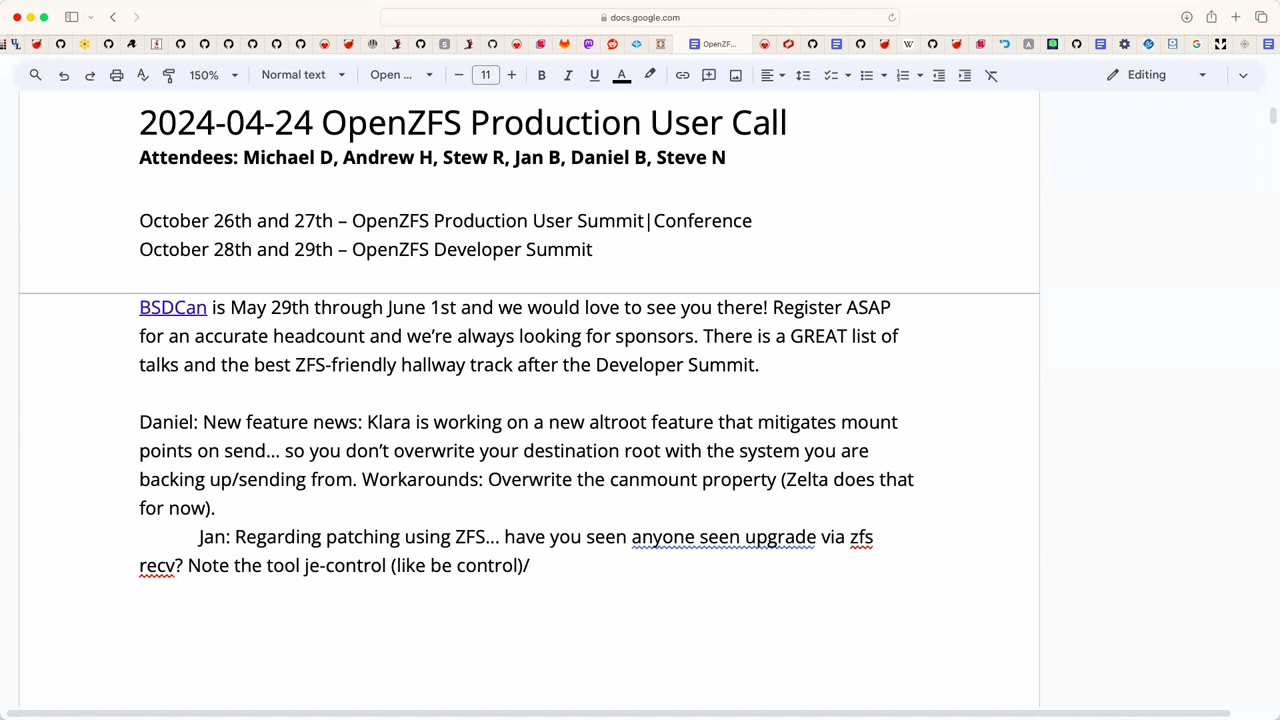 docs.google.com
OpenZF...
150%
Normal text
Open ...
11
Editing
2024-04-24 OpenZFS Production User Call
Attendees: Michael D, Andrew H, Stew R, Jan B, Daniel B, Steve N
October 26th and 27th – OpenZFS Production User Summit|Conference
October 28th and 29th – OpenZFS Developer Summit
BSDCan is May 29th through June 1st and we would love to see you there! Register ASAP
for an accurate headcount and we’re always looking for sponsors. There is a GREAT list of
talks and the best ZFS-friendly hallway track after the Developer Summit.
Daniel: New feature news: Klara is working on a new altroot feature that mitigates mount
points on send… so you don’t overwrite your destination root with the system you are
backing up/sending from. Workarounds: Overwrite the canmount property (Zelta does that
for now).
Jan: Regarding patching using ZFS… have you seen anyone seen upgrade via zfs
recv? Note the tool je-control (like be control)/